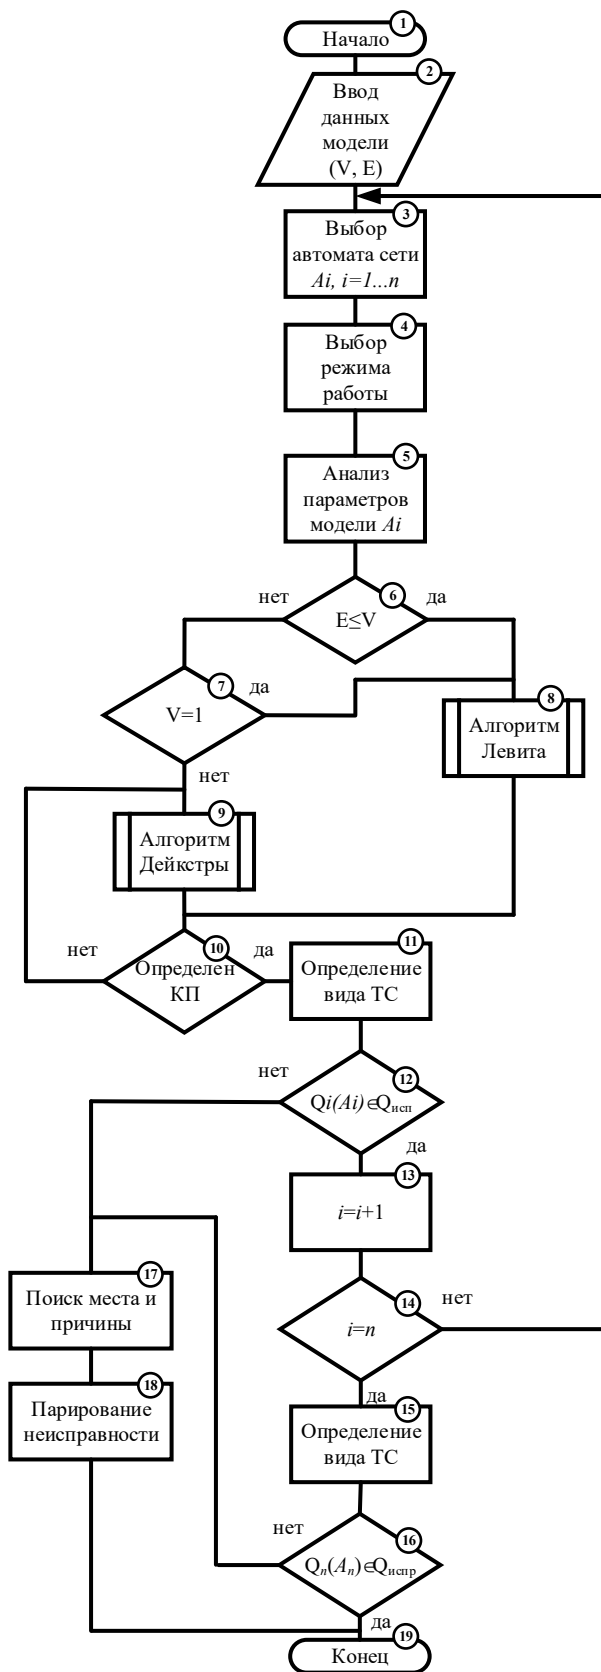 1
Начало
2
Ввод
данных
модели
(V, E)
3
Выбор
автомата сети
Ai, i=1...n
4
Выбор
режима
работы
5
Анализ
параметров
модели Ai
6
нет
да
E≤V
7
да
V=1
нет
8
Алгоритм
Левита
9
Алгоритм
Дейкстры
10
нет
да
Определен
КП
11
Определение
вида ТС
12
нет
Qi(Ai)∈Qисп
да
13
i=i+1
14
нет
i=n
да
15
Определение
вида ТС
16
нет
Qn(An)∈Qиспр
да
17
Поиск места и
причины
18
Парирование
неисправности
19
Конец